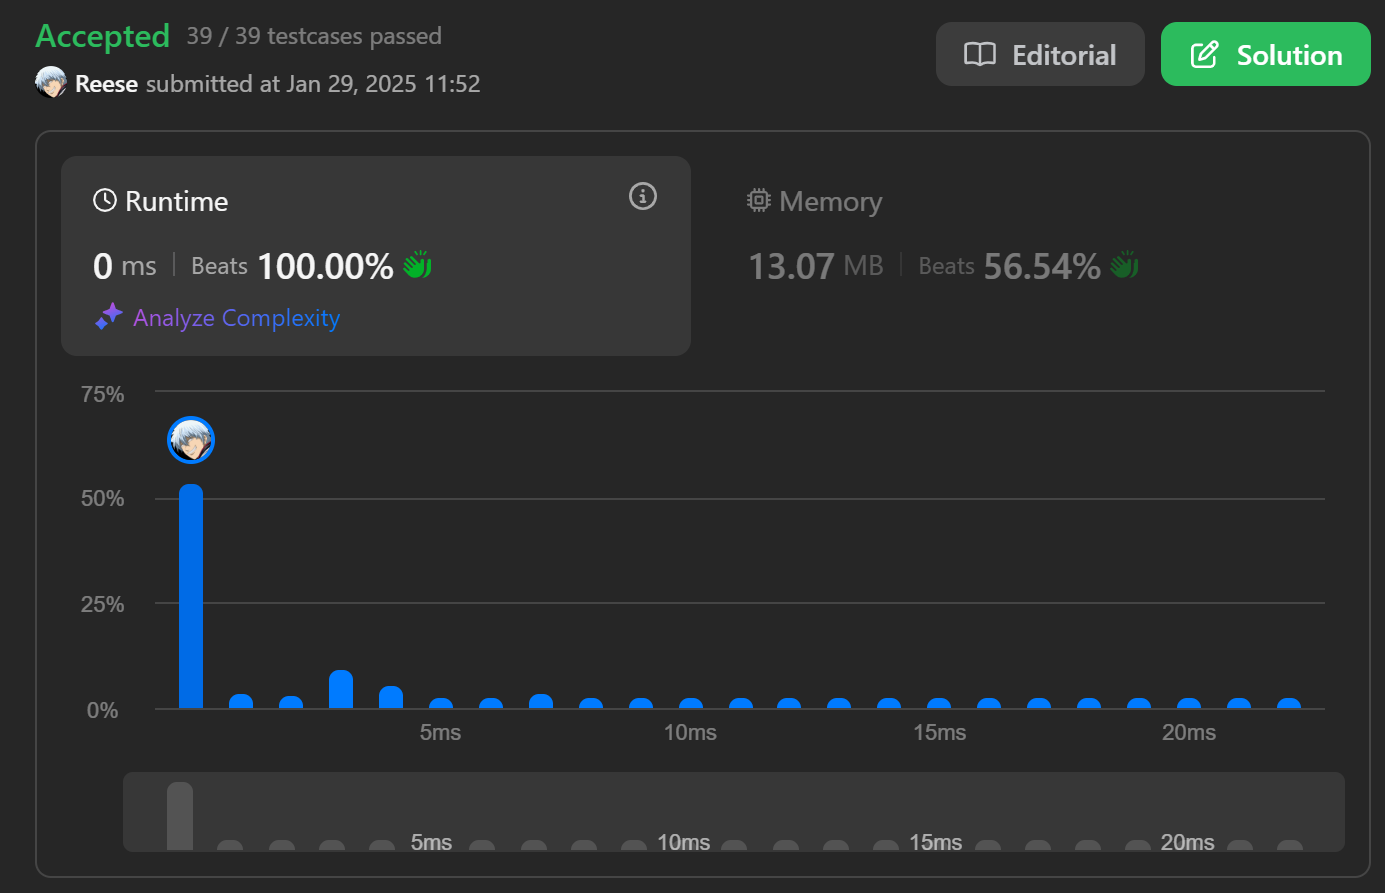 Accepted 39 / 39 testcases passed
Reese submitted at Jan 29, 2025 11:52
Editorial
Solution
Runtime
0 ms | Beats 100.00%
Analyze Complexity
Memory
13.07 MB | Beats 56.54%
75%
50%
25%
0%
5ms 10ms 15ms 20ms
5ms 10ms 15ms 20ms